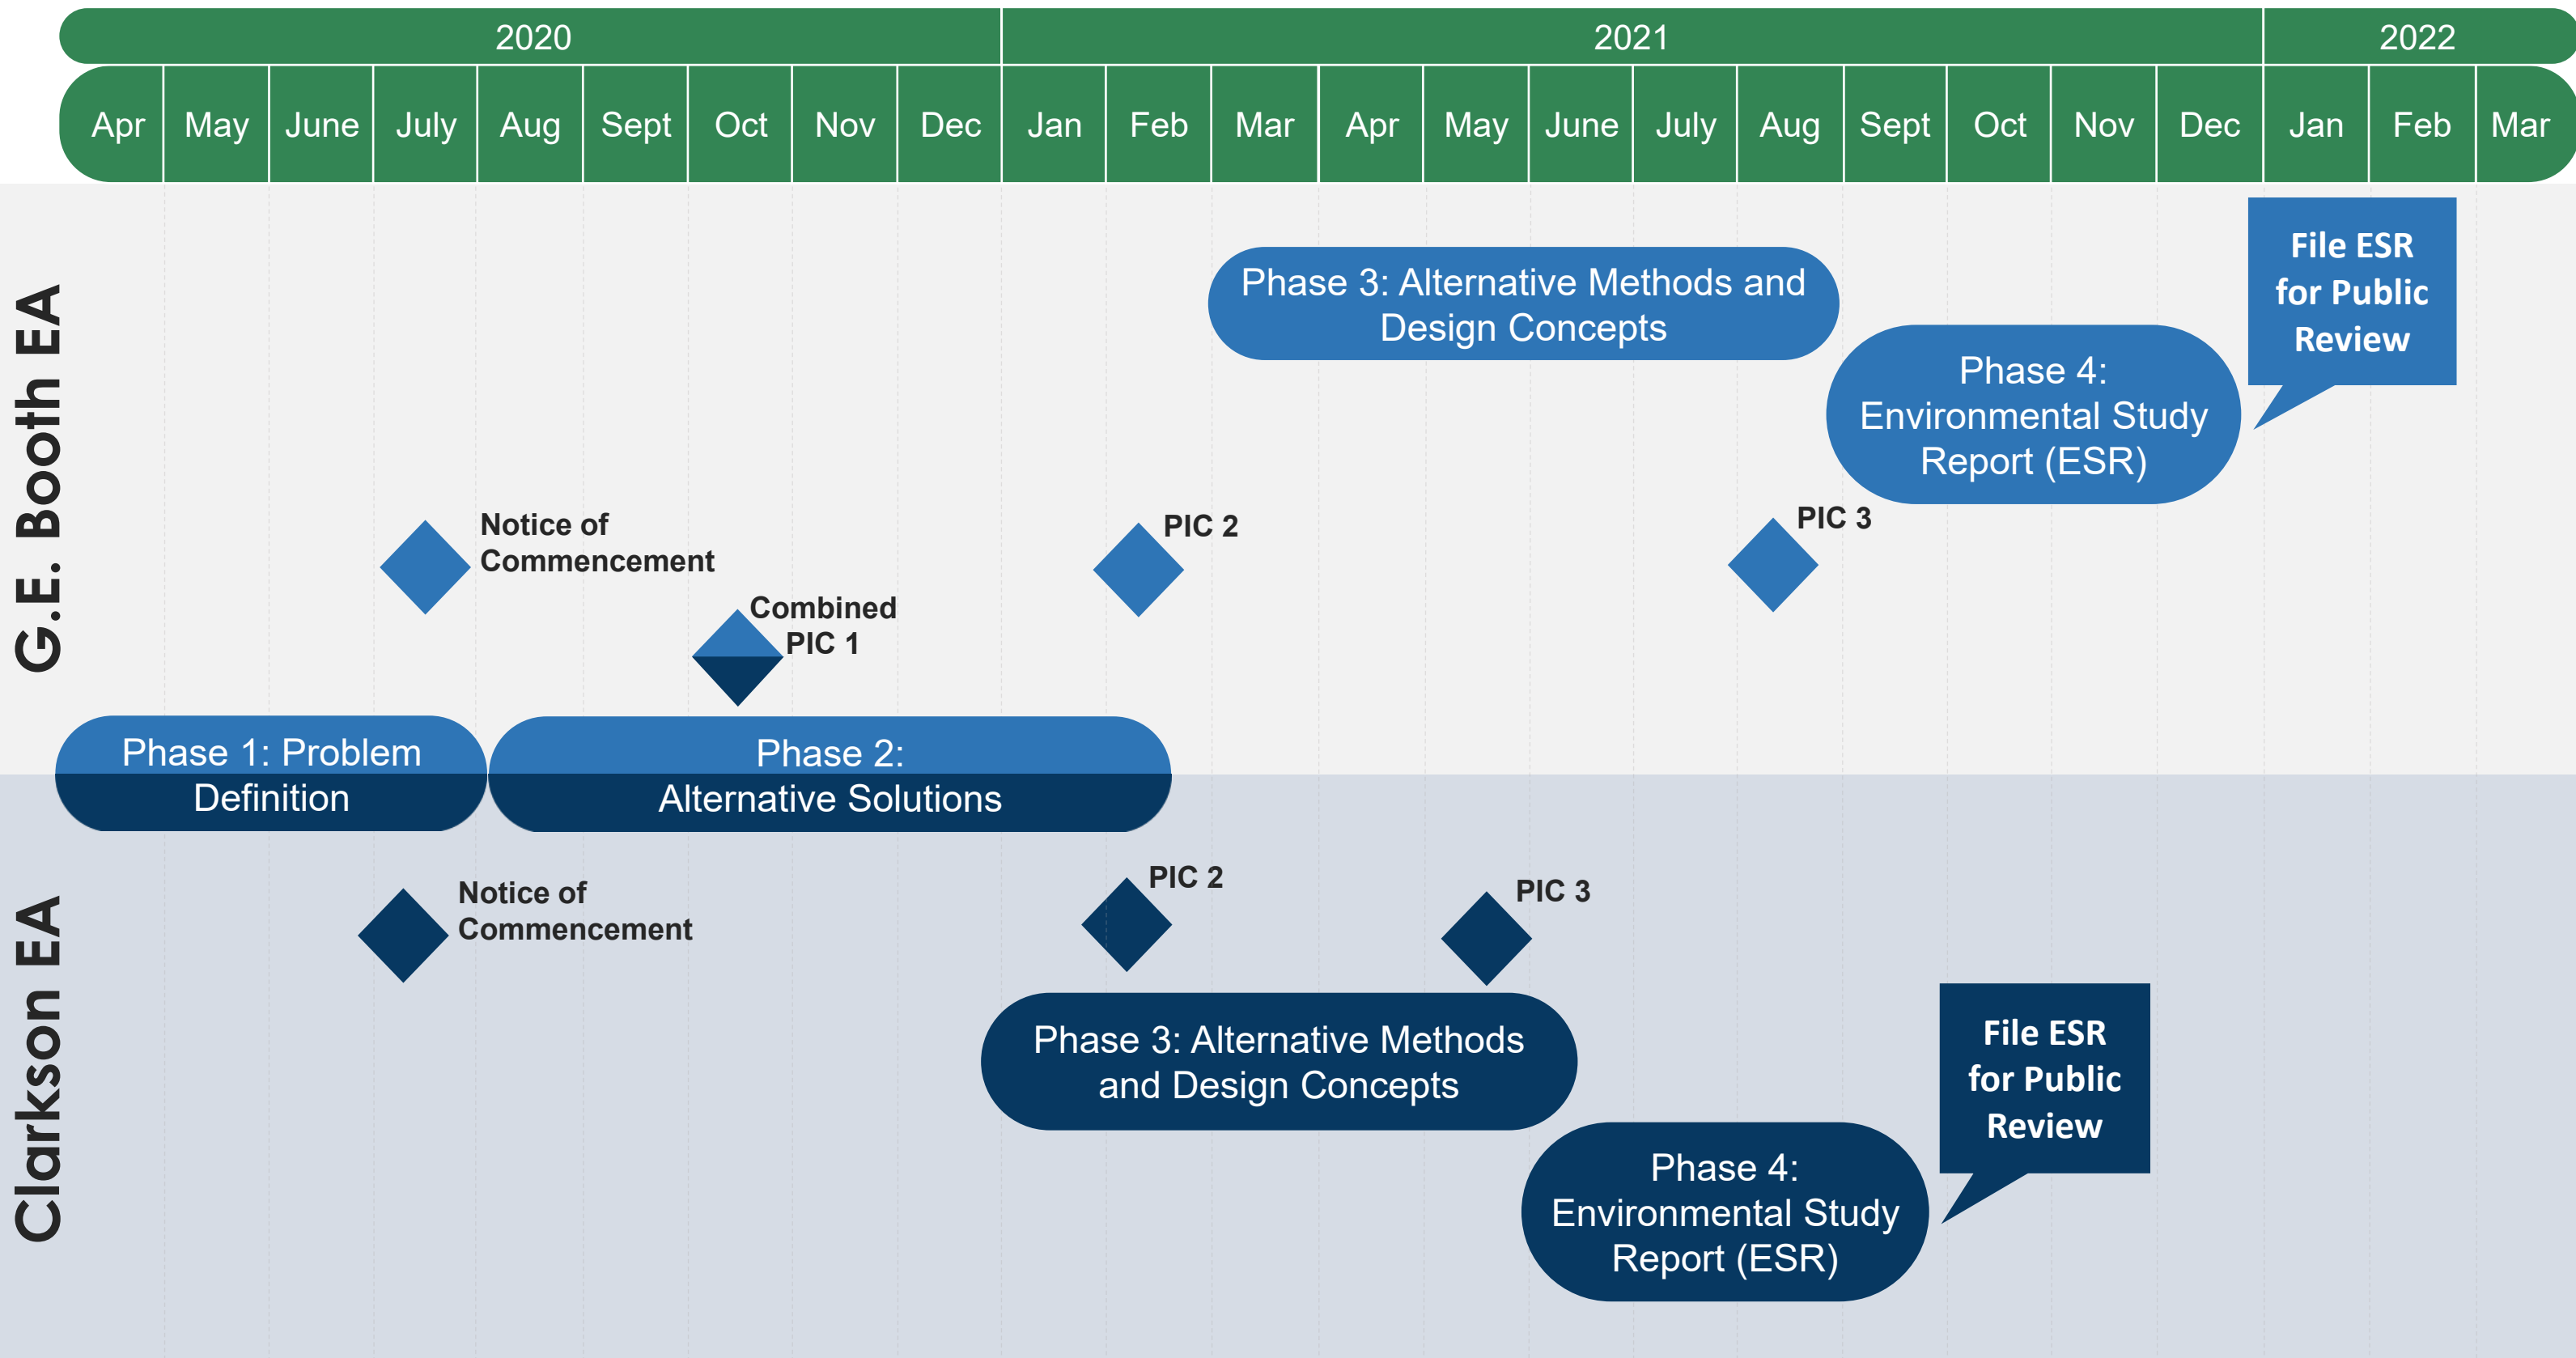 2020
2021
2022
Apr
May
June
July
Aug
Sept
Oct
Nov
Dec
Jan
Feb
Mar
Apr
May
June
July
Aug
Sept
Oct
Nov
Dec
Jan
Feb
Mar
G.E. Booth EA
Phase 3: Alternative Methods and
Design Concepts
Phase 4:
Environmental Study
Report (ESR)
File ESR
for Public
Review
Notice of
Commencement
Combined
PIC 1
PIC 2
PIC 3
Phase 1: Problem
Definition
Phase 2:
Alternative Solutions
Clarkson EA
Notice of
Commencement
PIC 2
PIC 3
Phase 3: Alternative Methods
and Design Concepts
Phase 4:
Environmental Study
Report (ESR)
File ESR
for Public
Review